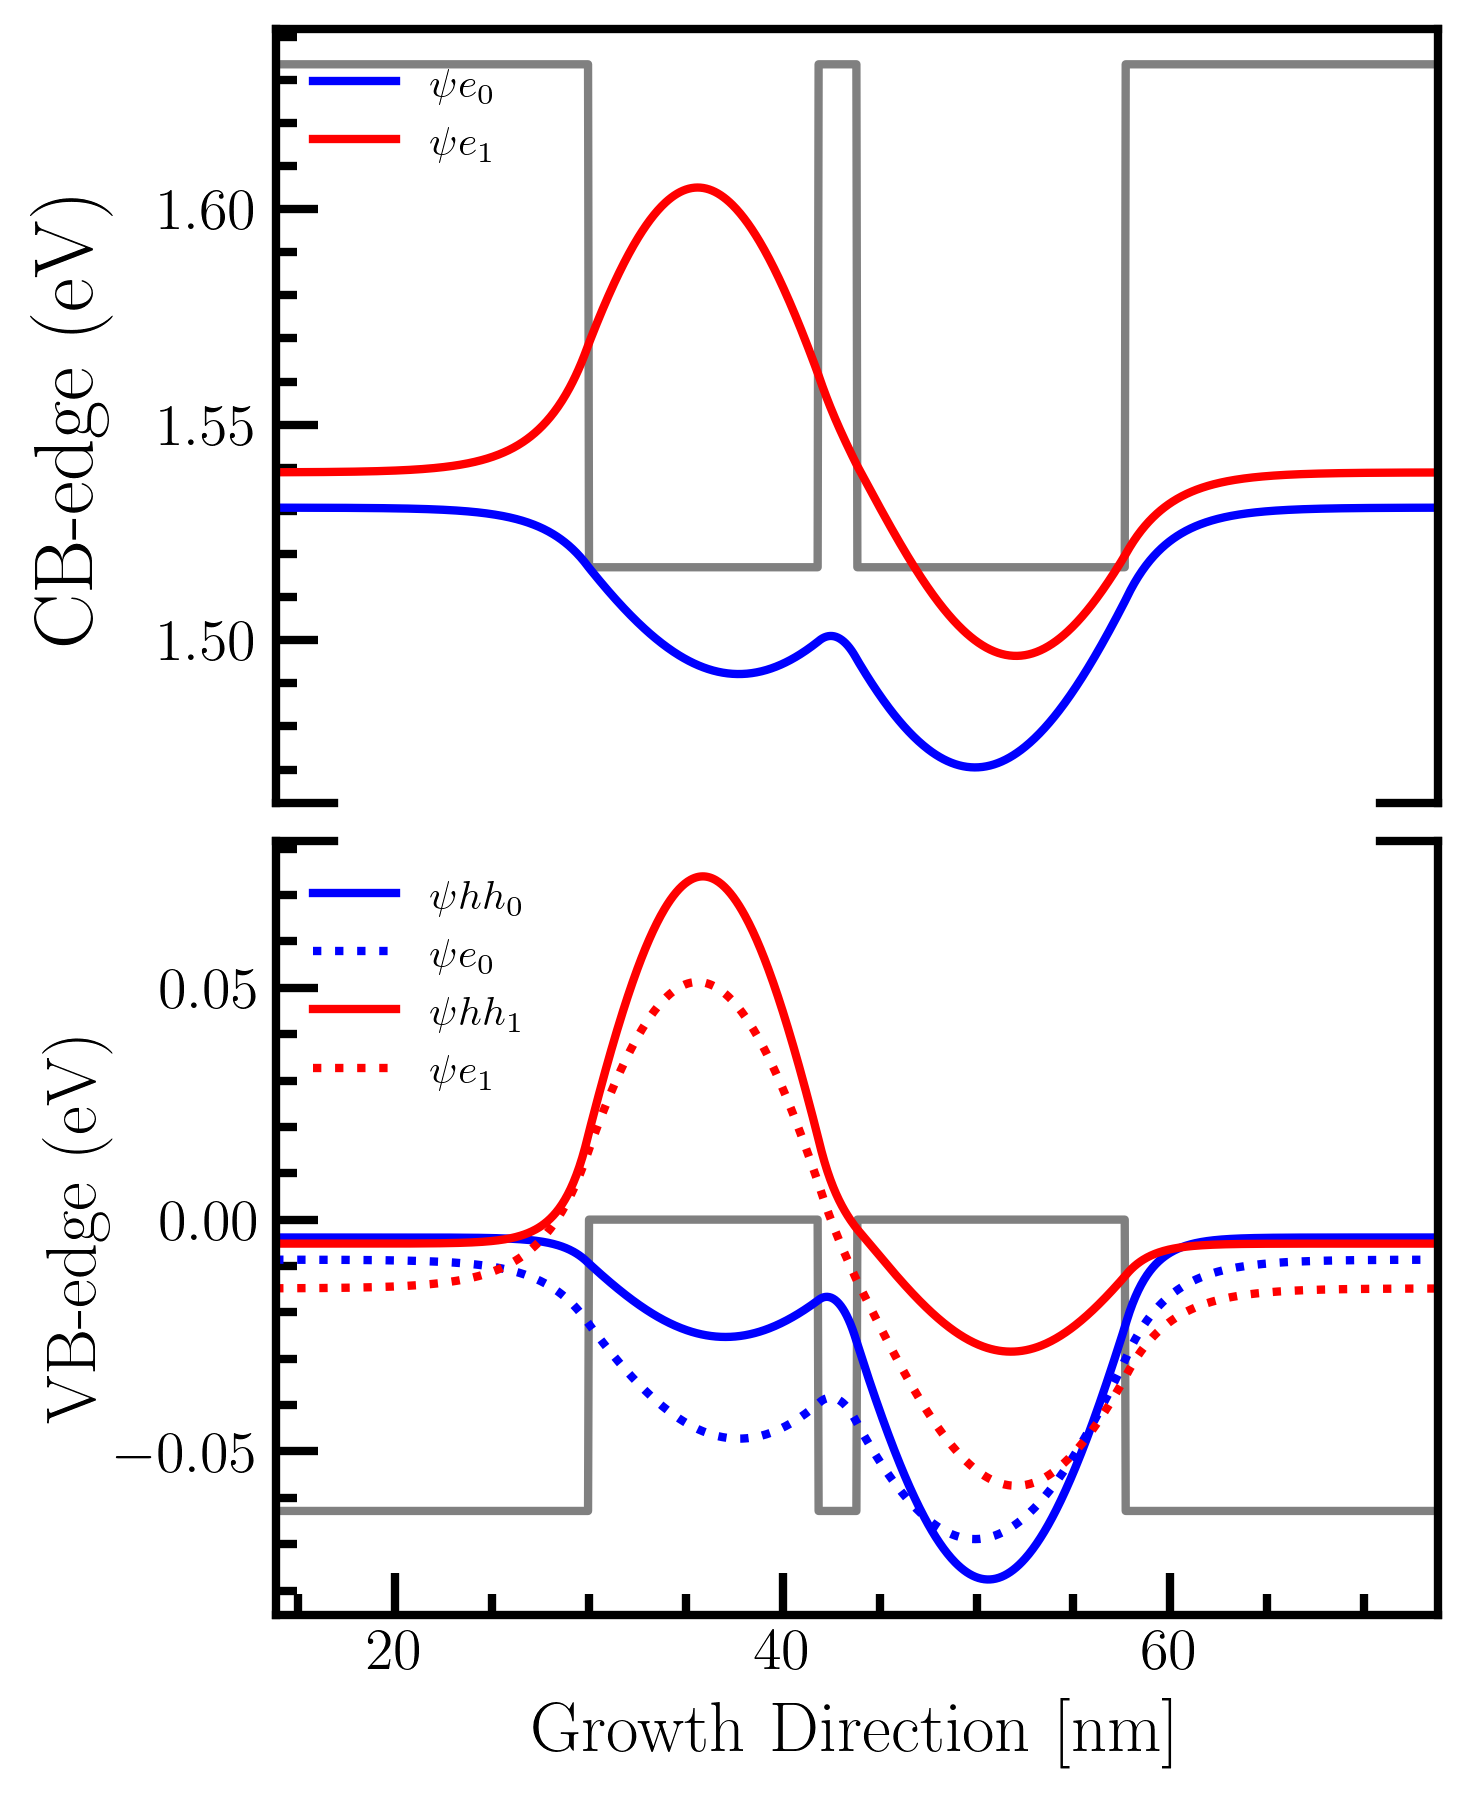 CB-edge (eV)
1.60
1.55
1.50
ψe₀
ψe₁
VB-edge (eV)
0.05
0.00
−0.05
ψhh₀
ψe₀
ψhh₁
ψe₁
20 40 60
Growth Direction [nm]